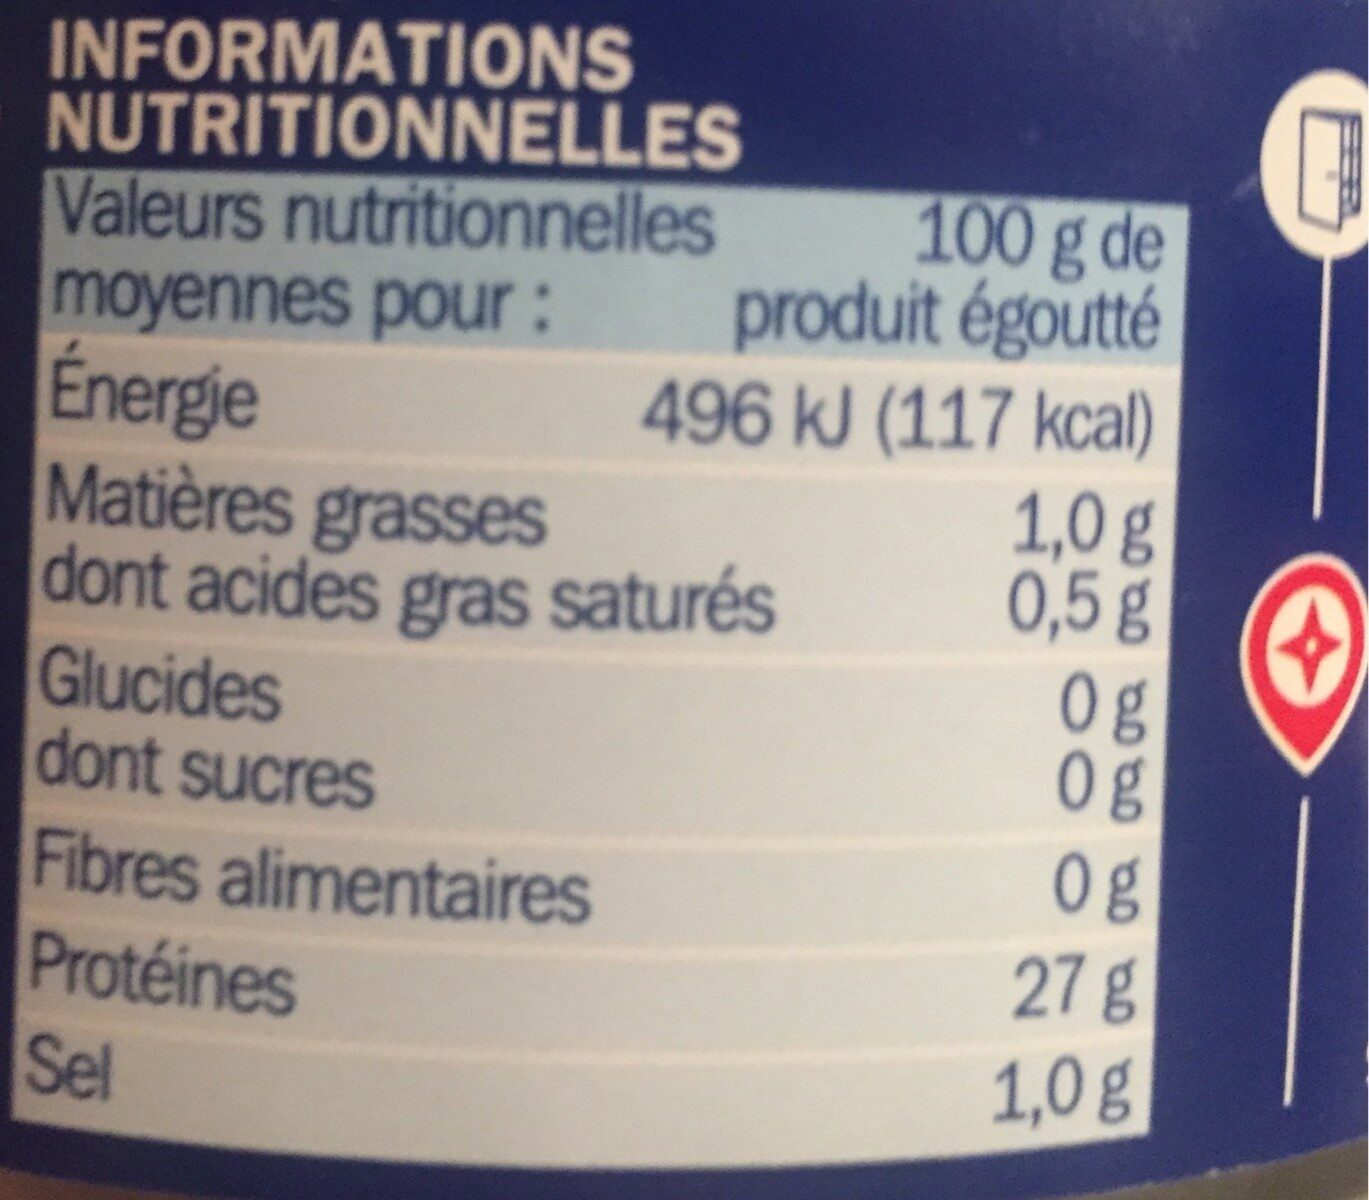 INFORMATIONS
NUTRITIONNELLES
Valeurs nutritionnelles 100 g de
moyennes pour : produit égoutté
Énergie 496 kJ (117 kcal)
Matières grasses 1,0 g
dont acides gras saturés 0,5 g
Glucides 0 g
dont sucres 0 g
Fibres alimentaires 0 g
Protéines 27 g
Sel 1,0 g